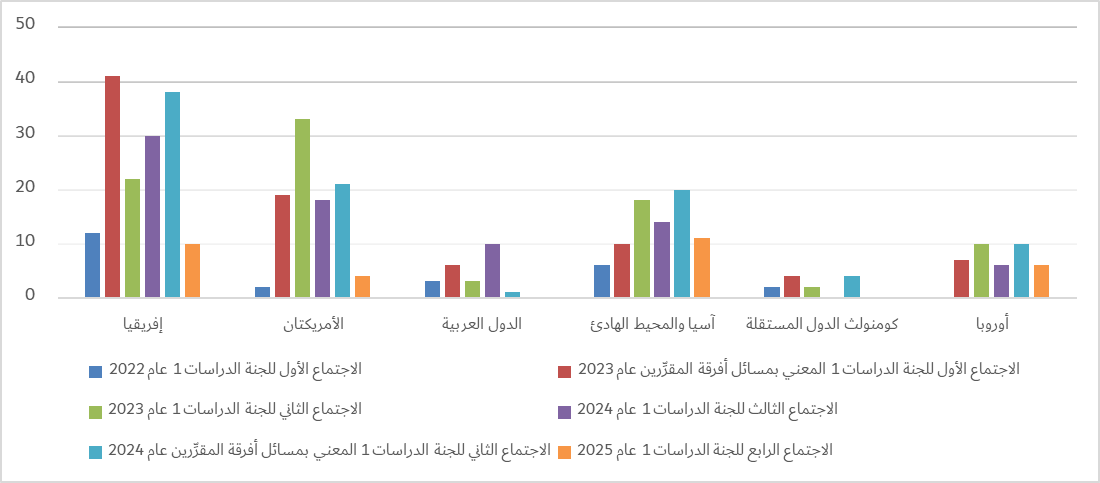 50
40
30
20
10
0
إفريقيا
الأمريكتان
الدول العربية
آسيا والمحيط الهادئ
كومنولث الدول المستقلة
أوروبا
الاجتماع الأول للجنة الدراسات 1 عام 2022
الاجتماع الأول للجنة الدراسات 1 المعني بمسائل أفرقة المقرِّرين عام 2023
الاجتماع الثاني للجنة الدراسات 1 عام 2023
الاجتماع الثالث للجنة الدراسات 1 عام 2024
الاجتماع الثاني للجنة الدراسات 1 المعني بمسائل أفرقة المقرِّرين عام 2024
الاجتماع الرابع للجنة الدراسات 1 عام 2025